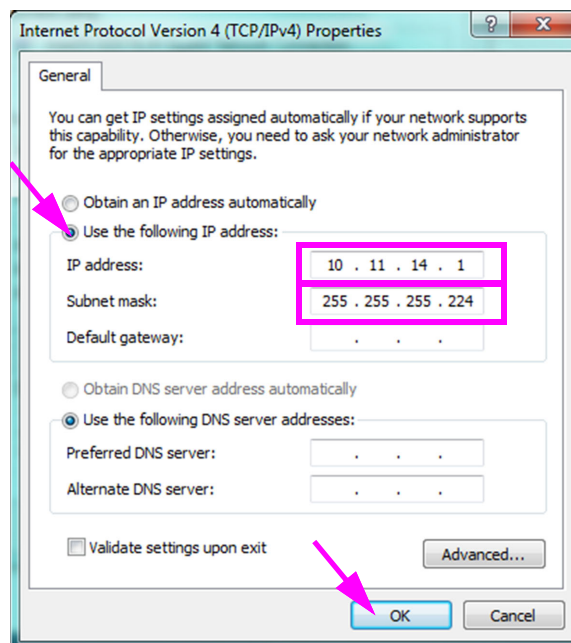 Internet Protocol Version 4 (TCP/IPv4) Properties
?
X
General
You can get IP settings assigned automatically if your network supports
this capability. Otherwise, you need to ask your network administrator
for the appropriate IP settings.
Obtain an IP address automatically
Use the following IP address:
IP address: 10 . 11 . 14 . 1
Subnet mask: 255 . 255 . 255 . 224
Default gateway: . . .
Obtain DNS server address automatically
Use the following DNS server addresses:
Preferred DNS server: . . .
Alternate DNS server: . . .
Validate settings upon exit
Advanced...
OK Cancel